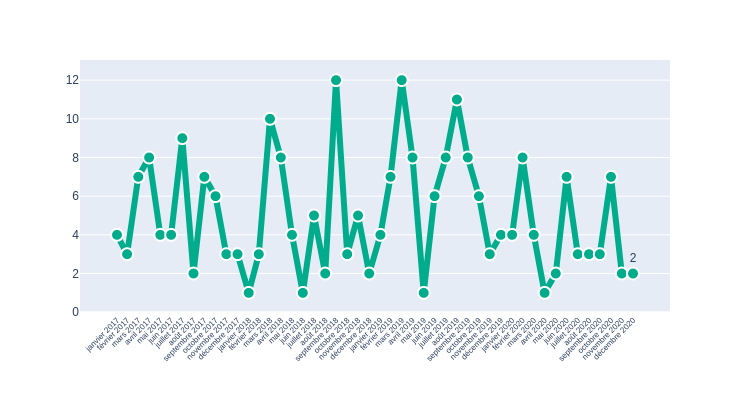 12
10
8
6
4
2
0
2
janvier 2017
février 2017
mars 2017
avril 2017
mai 2017
juin 2017
juillet 2017
août 2017
septembre 2017
octobre 2017
novembre 2017
décembre 2017
janvier 2018
février 2018
mars 2018
avril 2018
mai 2018
juin 2018
juillet 2018
août 2018
septembre 2018
octobre 2018
novembre 2018
décembre 2018
janvier 2019
février 2019
mars 2019
avril 2019
mai 2019
juin 2019
juillet 2019
août 2019
septembre 2019
octobre 2019
novembre 2019
décembre 2019
janvier 2020
février 2020
mars 2020
avril 2020
mai 2020
juin 2020
juillet 2020
août 2020
septembre 2020
octobre 2020
novembre 2020
décembre 2020